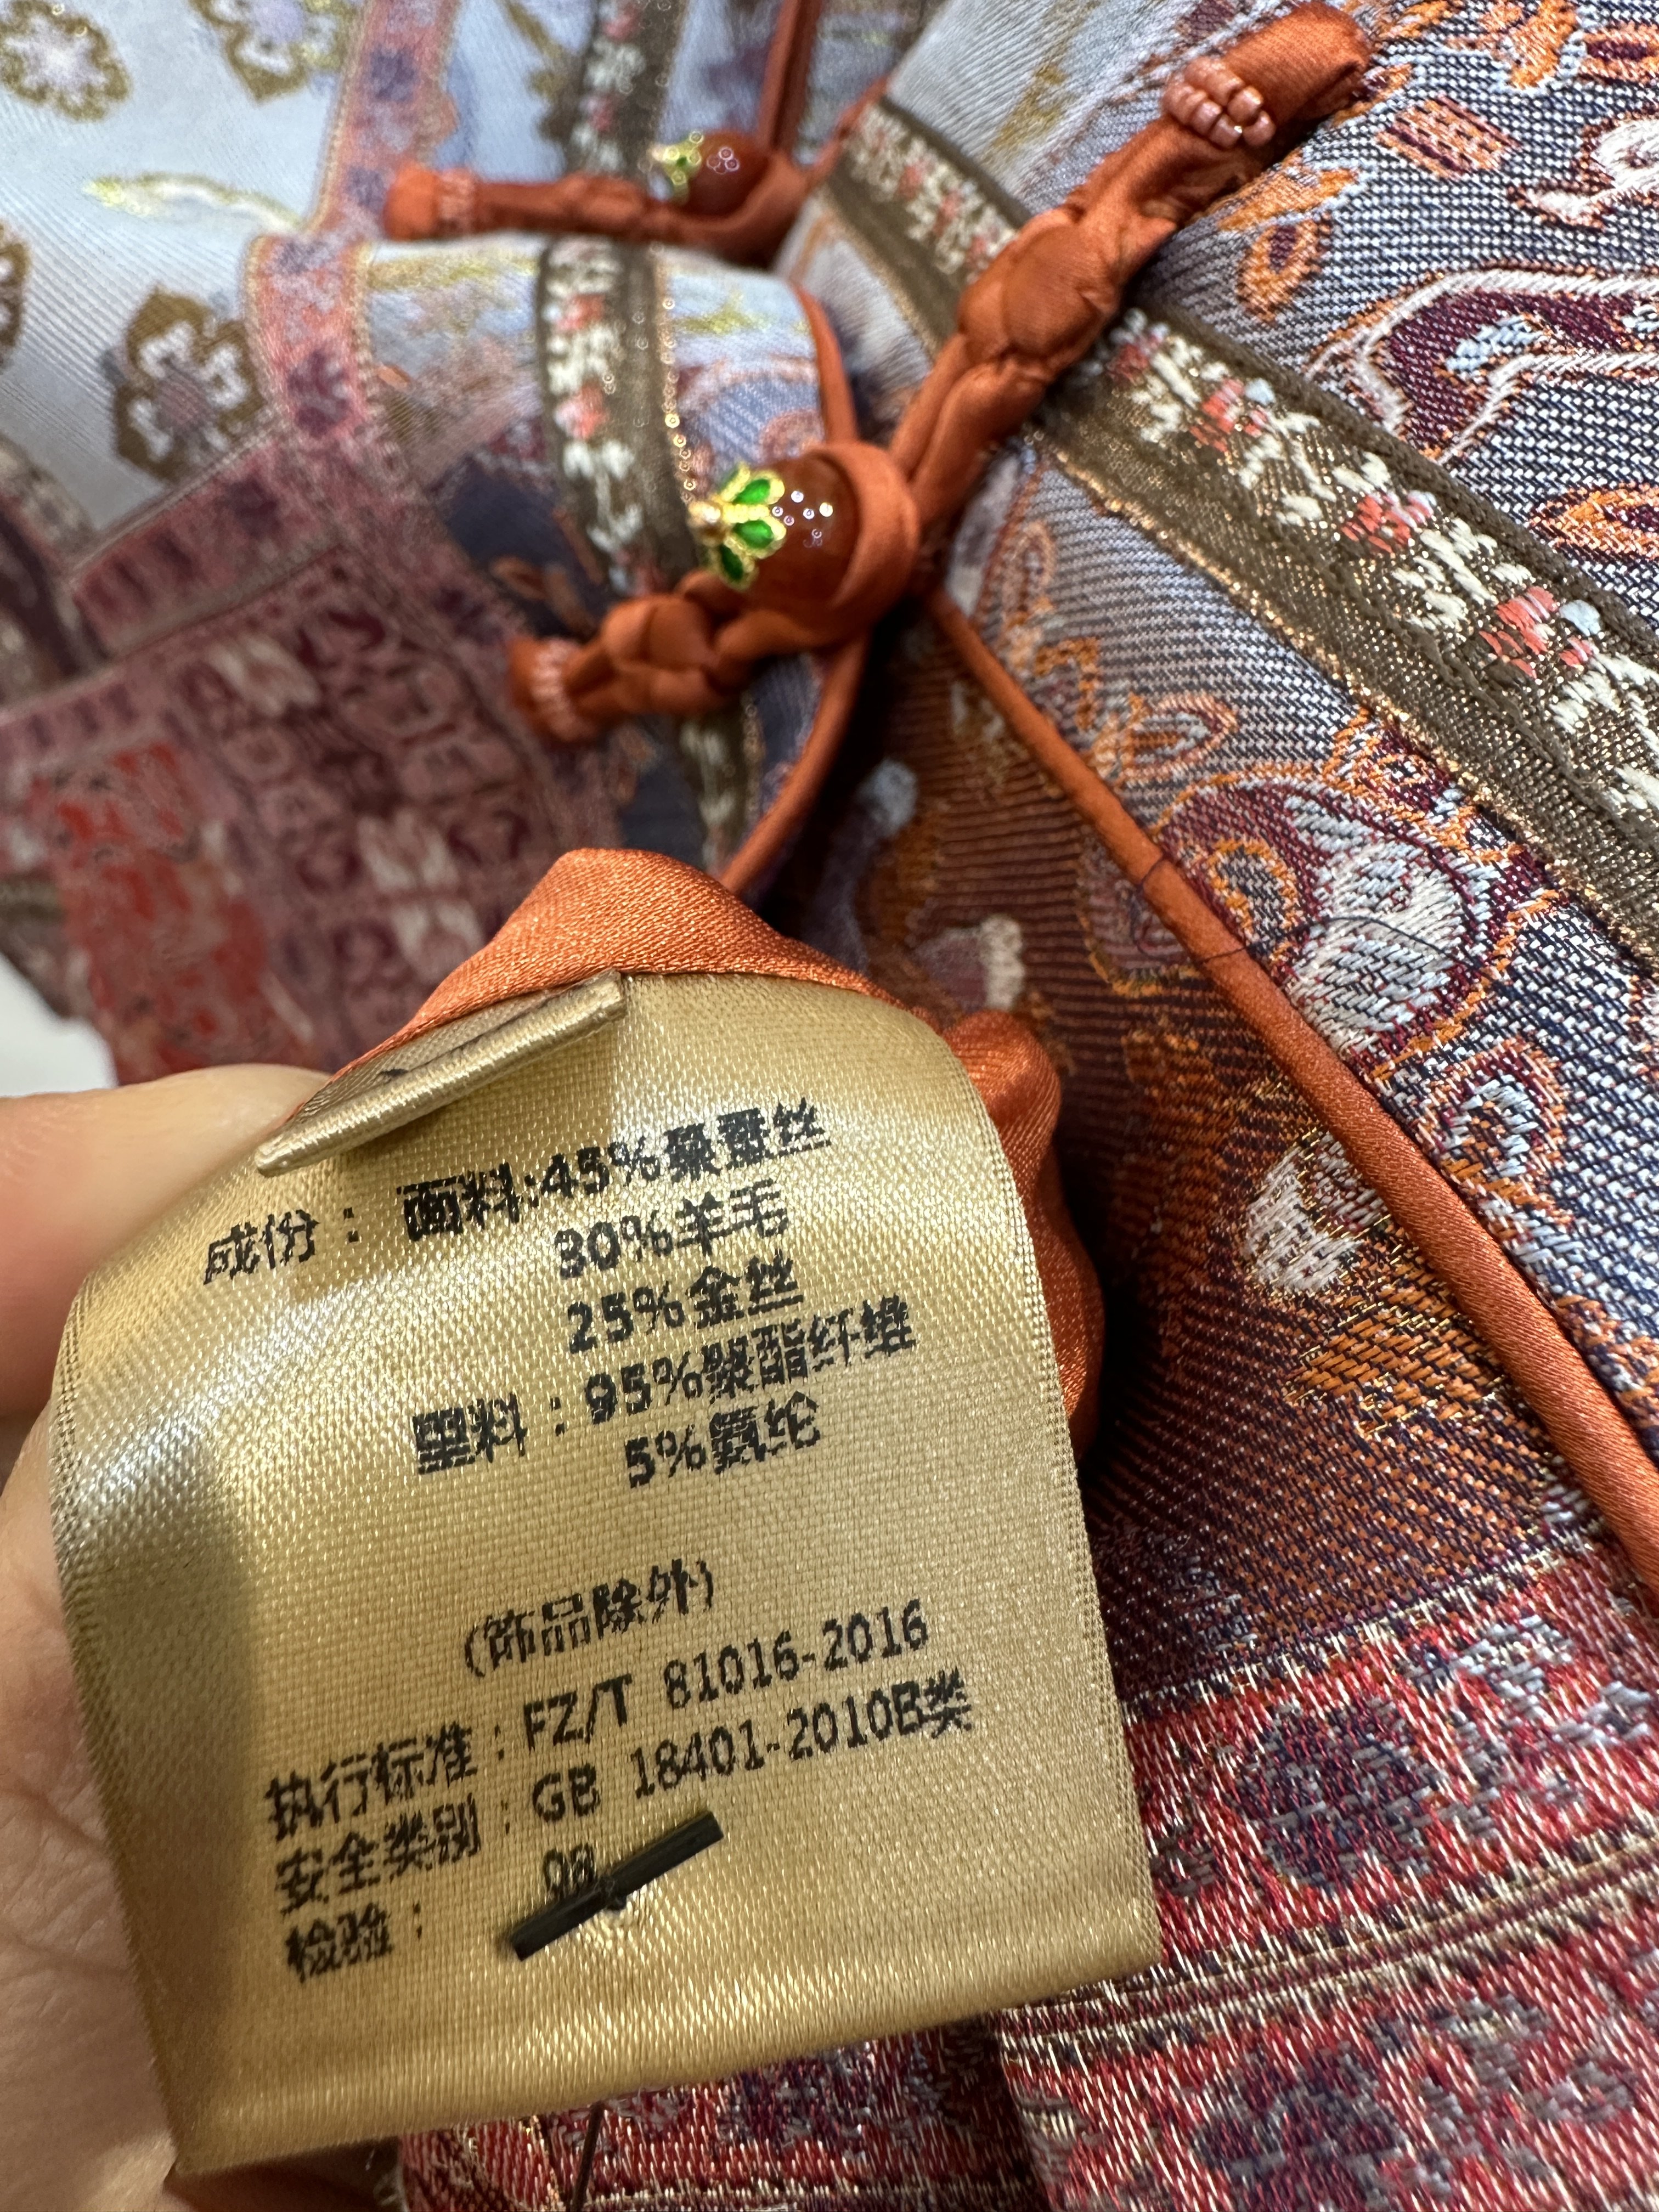 成份：面料:45%桑蚕丝
30%羊毛
25%金丝
里料：95%聚酯纤维
5%氨纶
(饰品除外)
执行标准：FZ/T 81016-2016
安全类别：GB 18401-2010B类
检验：